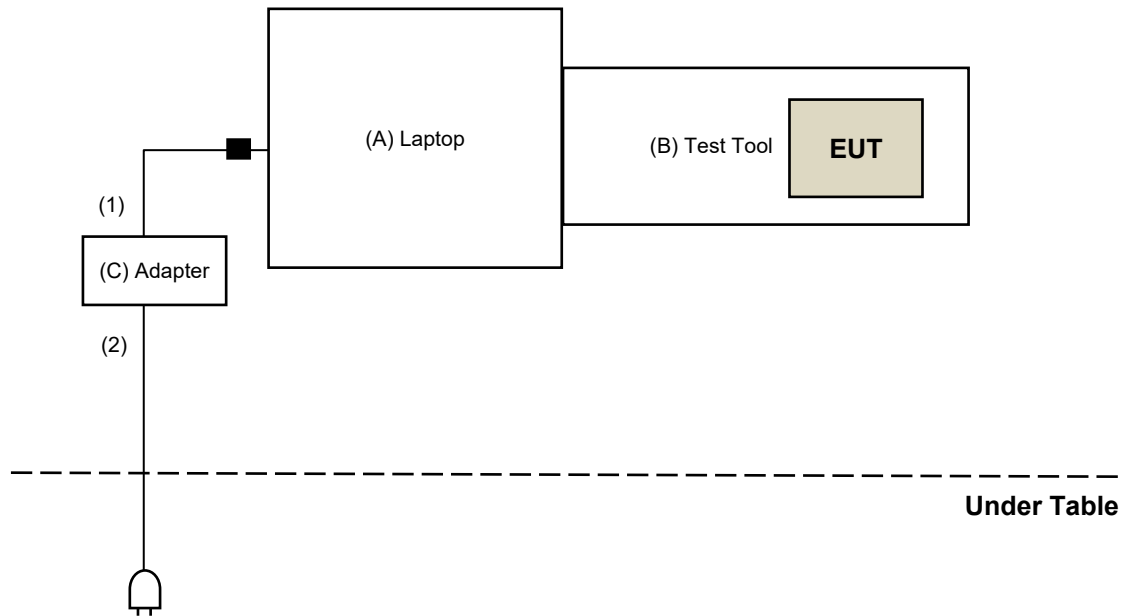 (A) Laptop
(B) Test Tool
EUT
(1)
(C) Adapter
(2)
Under Table